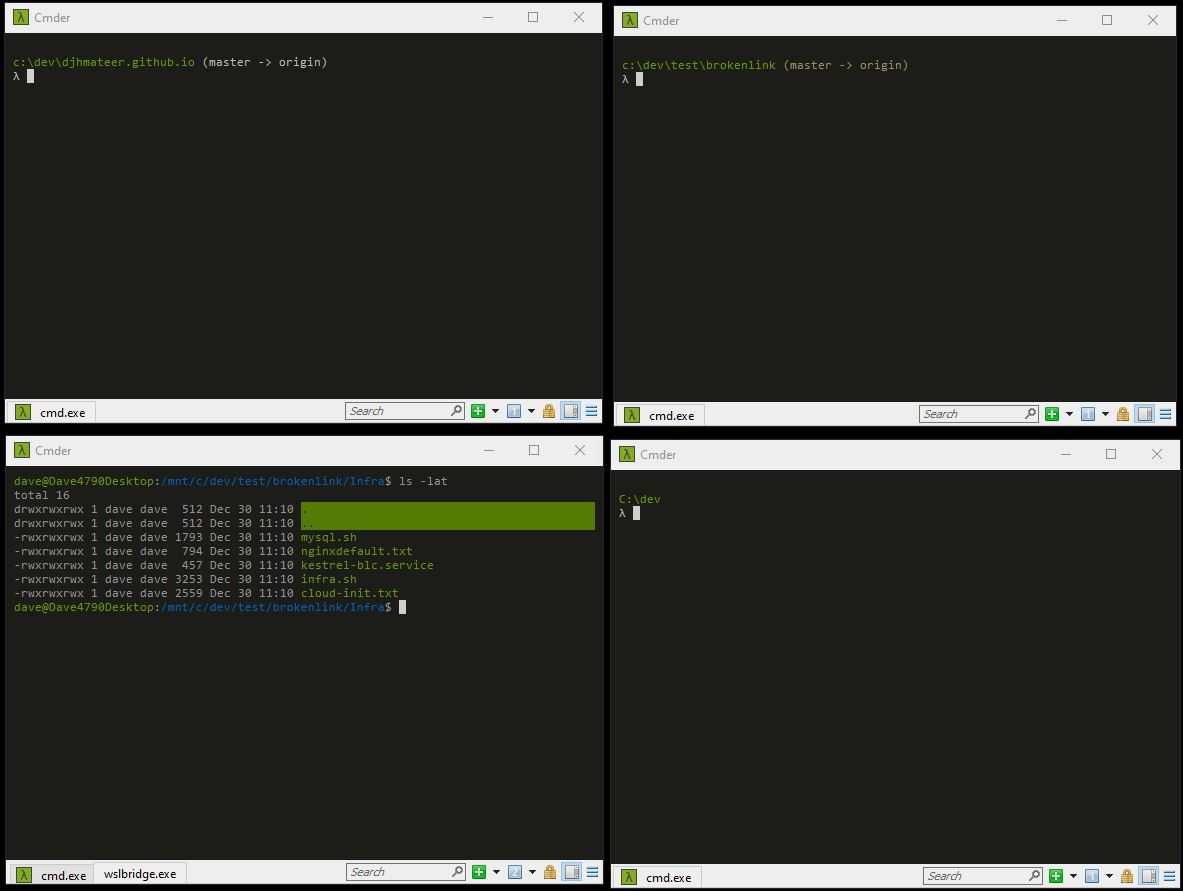 λ Cmder
c:\dev\djhmateer.github.io (master -> origin)
λ
λ cmd.exe
Search
1
λ Cmder
c:\dev\test\brokenlink (master -> origin)
λ
λ cmd.exe
Search
1
λ Cmder
dave@Dave4790Desktop:/mnt/c/dev/test/brokenlink/Infra$ ls -lat
total 16
drwxrwxrwx 1 dave dave  512 Dec 30 11:10 .
drwxrwxrwx 1 dave dave  512 Dec 30 11:10 ..
-rwxrwxrwx 1 dave dave 1793 Dec 30 11:10 mysql.sh
-rwxrwxrwx 1 dave dave  794 Dec 30 11:10 nginxdefault.txt
-rwxrwxrwx 1 dave dave  457 Dec 30 11:10 kestrel-blc.service
-rwxrwxrwx 1 dave dave 3253 Dec 30 11:10 infra.sh
-rwxrwxrwx 1 dave dave 2559 Dec 30 11:10 cloud-init.txt
dave@Dave4790Desktop:/mnt/c/dev/test/brokenlink/Infra$
λ cmd.exe
wslbridge.exe
Search
2
λ Cmder
C:\dev
λ
λ cmd.exe
Search
1